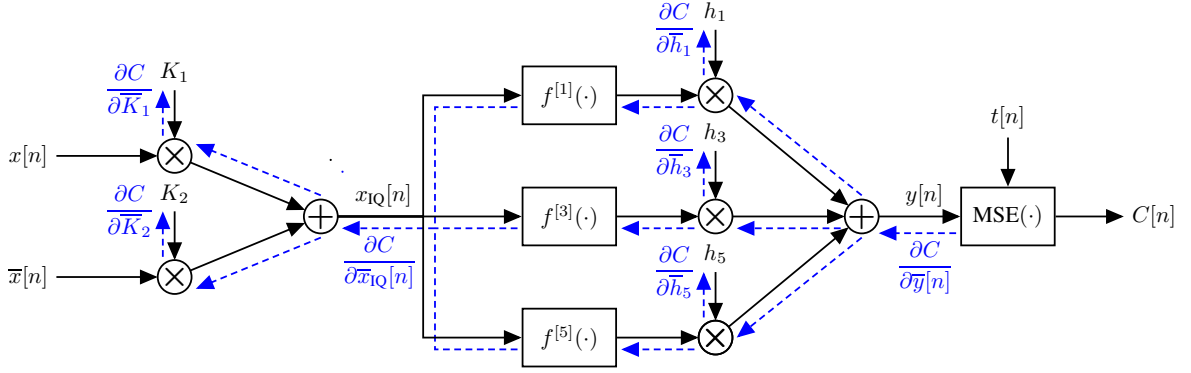 ∂C/∂K̅₁
K₁
x[n]
∂C/∂K̅₂
K₂
x̅[n]
x_IQ[n]
∂C/∂x̅_IQ[n]
f^[1](·)
f^[3](·)
f^[5](·)
∂C/∂h̅₁
h₁
∂C/∂h̅₃
h₃
∂C/∂h̅₅
h₅
y[n]
∂C/∂y̅[n]
t[n]
MSE(·)
C[n]